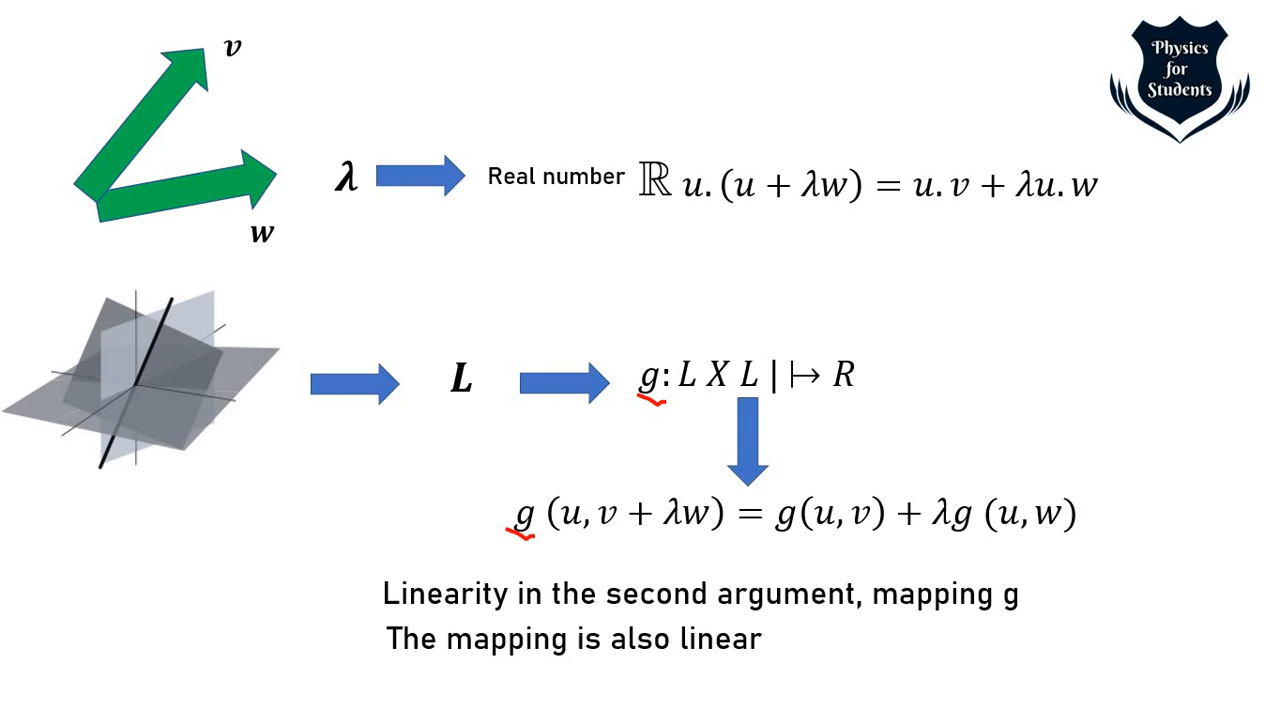 v
Physics
for
Students
λ Real number ℝ u.(u + λw) = u.v + λu.w
w
L g: L X L | ↦ R
g (u, v + λw) = g(u, v) + λg (u, w)
Linearity in the second argument, mapping g
The mapping is also linear